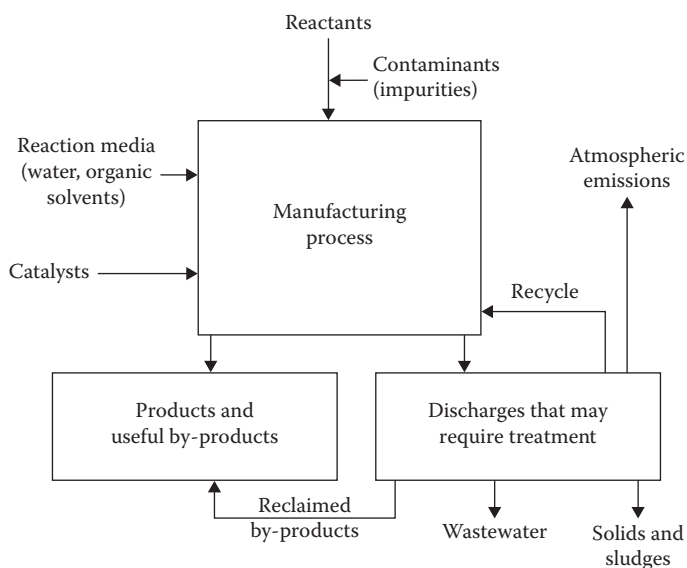 Reactants
Contaminants
(impurities)
Reaction media
(water, organic
solvents)
Atmospheric
emissions
Manufacturing
process
Catalysts
Recycle
Products and
useful by-products
Discharges that may
require treatment
Reclaimed
by-products
Wastewater
Solids and
sludges